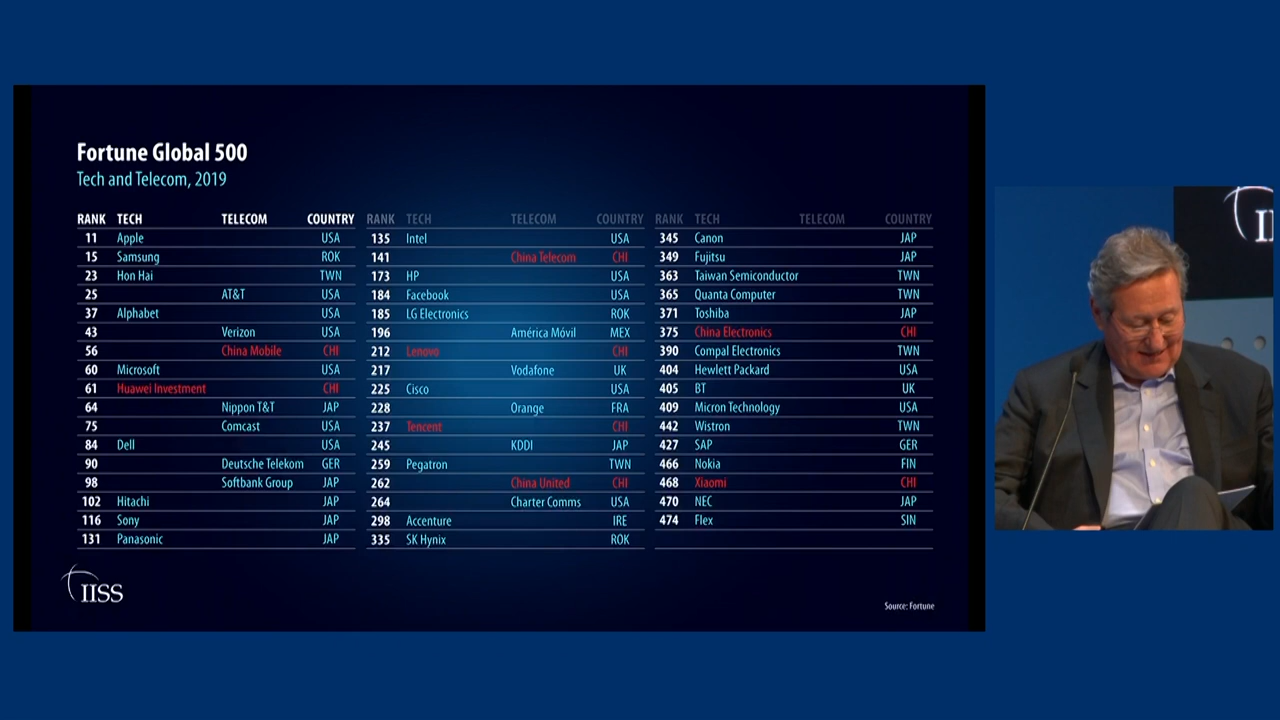 Fortune Global 500
Tech and Telecom, 2019
RANK TECH TELECOM COUNTRY
11 Apple USA
15 Samsung ROK
23 Hon Hai TWN
25 AT&T USA
37 Alphabet USA
43 Verizon USA
56 China Mobile CHI
60 Microsoft USA
61 Huawei Investment CHI
64 Nippon T&T JAP
75 Comcast USA
84 Dell USA
90 Deutsche Telekom GER
98 Softbank Group JAP
102 Hitachi JAP
116 Sony JAP
131 Panasonic JAP
RANK TECH TELECOM COUNTRY
135 Intel USA
141 China Telecom CHI
173 HP USA
184 Facebook USA
185 LG Electronics ROK
196 América Móvil MEX
212 Lenovo CHI
217 Vodafone UK
225 Cisco USA
228 Orange FRA
237 Tencent CHI
245 KDDI JAP
259 Pegatron TWN
262 China United CHI
264 Charter Comms USA
298 Accenture IRE
335 SK Hynix ROK
RANK TECH TELECOM COUNTRY
345 Canon JAP
349 Fujitsu JAP
363 Taiwan Semiconductor TWN
365 Quanta Computer TWN
371 Toshiba JAP
375 China Electronics CHI
390 Compal Electronics TWN
404 Hewlett Packard USA
405 BT UK
409 Micron Technology USA
442 Wistron TWN
427 SAP GER
466 Nokia FIN
468 Xiaomi CHI
470 NEC JAP
474 Flex SIN
IISS
Source: Fortune